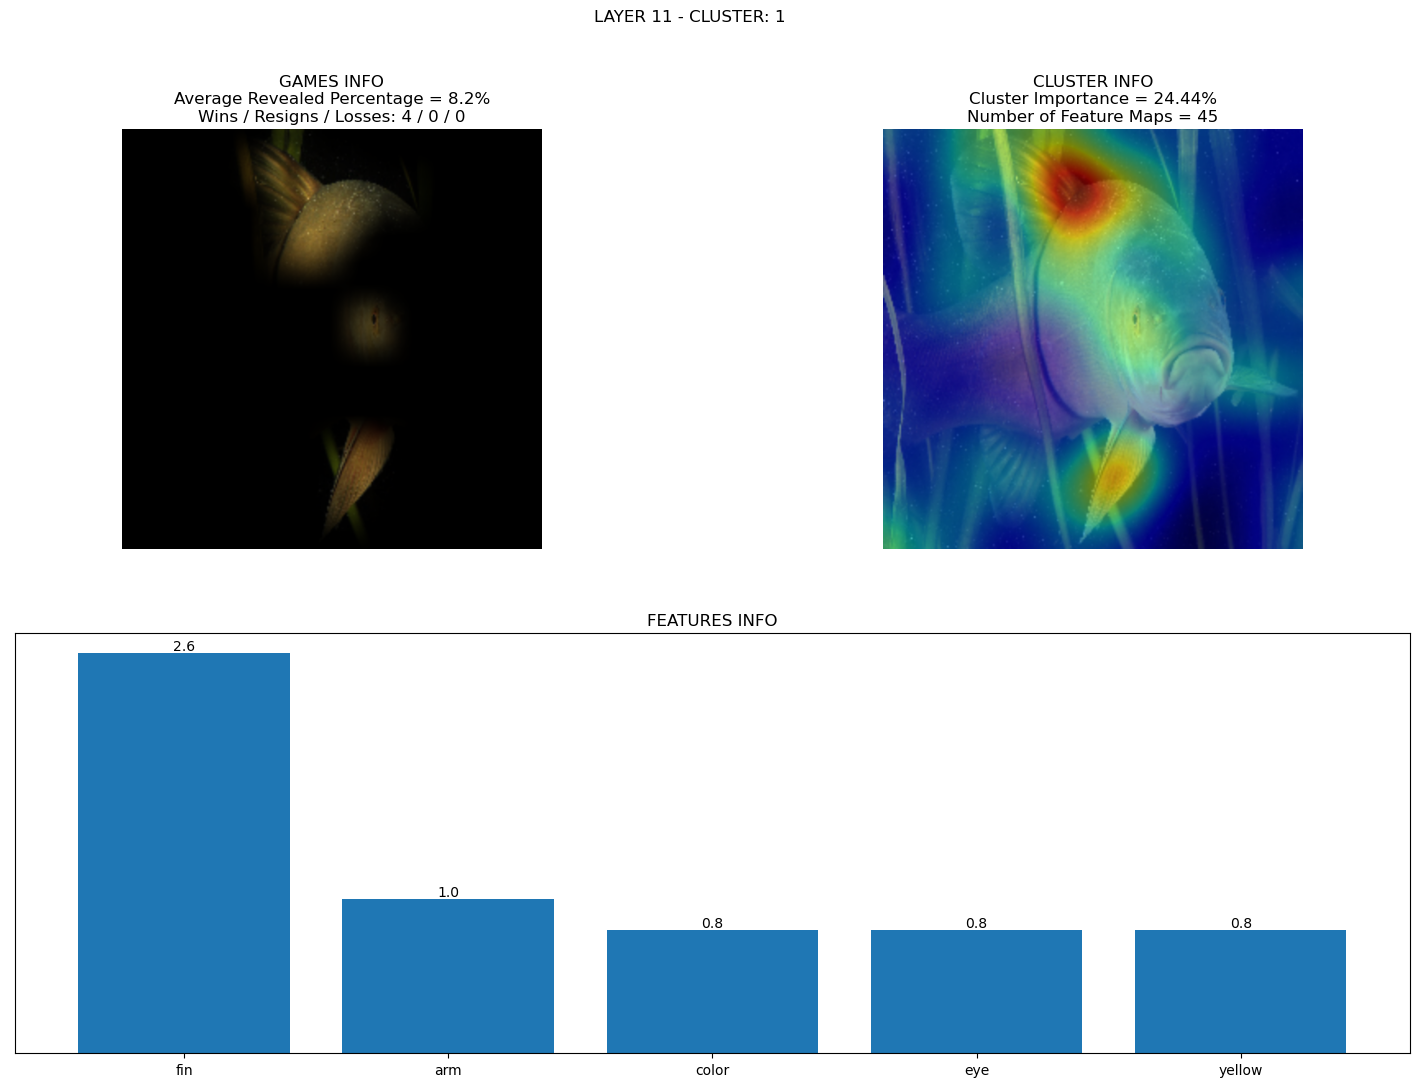 LAYER 11 - CLUSTER: 1
GAMES INFO
Average Revealed Percentage = 8.2%
Wins / Resigns / Losses: 4 / 0 / 0
CLUSTER INFO
Cluster Importance = 24.44%
Number of Feature Maps = 45
FEATURES INFO
2.6
1.0
0.8
0.8
0.8
fin
arm
color
eye
yellow